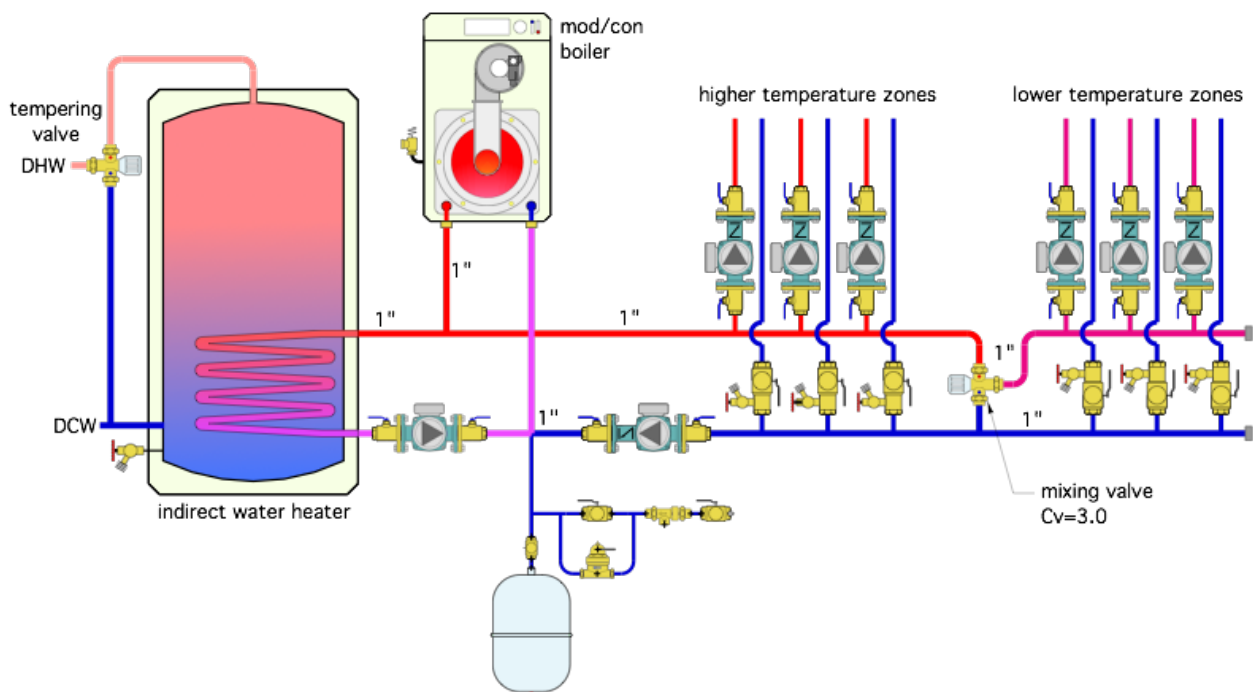 mod/con
boiler
tempering
valve
DHW
higher temperature zones
lower temperature zones
1"
1"
1"
1"
1"
1"
DCW
indirect water heater
mixing valve
Cv=3.0